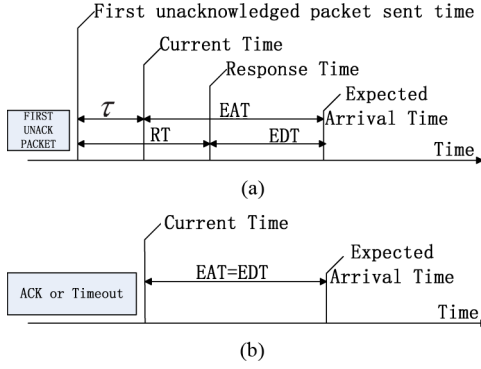 First unacknowledged packet sent time
Current Time
Response Time
Expected
Arrival Time
τ
EAT
FIRST
UNACK
PACKET
RT
EDT
Time
(a)
Current Time
Expected
Arrival Time
EAT=EDT
ACK or Timeout
Time
(b)